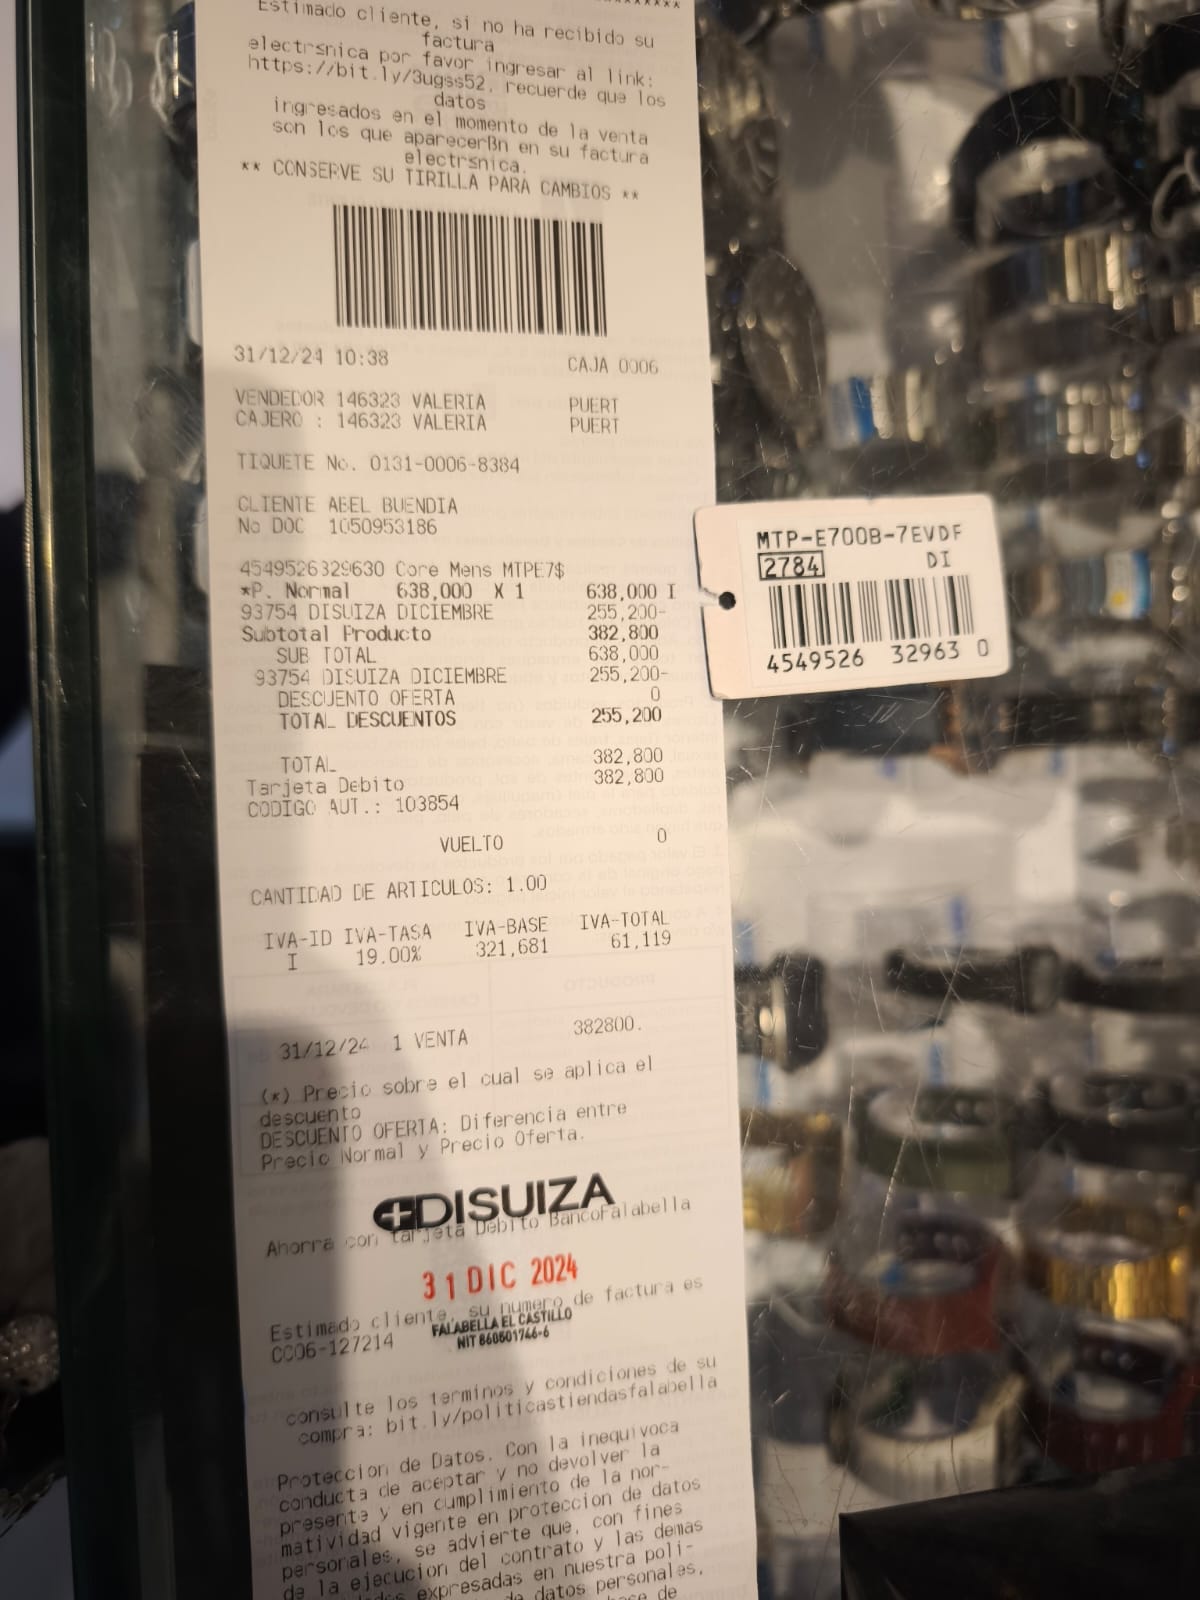 Estimado cliente, si no ha recibido su
factura
electrsnica por favor ingresar al link:
https://bit.ly/3ugss52, recuerde que los
datos
ingresados en el momento de la venta
son los que aparecerßn en su factura
electrsnica.
** CONSERVE SU TIRILLA PARA CAMBIOS **
31/12/24 10:38 CAJA 0006
VENDEDOR 146323 VALERIA PUERT
CAJERO : 146323 VALERIA PUERT
TIQUETE No. 0131-0006-8384
CLIENTE ABEL BUENDIA
No DOC 1050953186
4549526329630 Core Mens MTPE7$
*P. Normal 638,000 X 1 638,000 I
93754 DISUIZA DICIEMBRE 255,200-
Subtotal Producto 382,800
SUB TOTAL 638,000
93754 DISUIZA DICIEMBRE 255,200-
DESCUENTO OFERTA 0
TOTAL DESCUENTOS 255,200
TOTAL 382,800
Tarjeta Debito 382,800
CODIGO AUT.: 103854
VUELTO 0
CANTIDAD DE ARTICULOS: 1.00
IVA-ID IVA-TASA IVA-BASE IVA-TOTAL
I 19.00% 321,681 61,119
31/12/24 1 VENTA 382800.
(*) Precio sobre el cual se aplica el
descuento
DESCUENTO OFERTA: Diferencia entre
Precio Normal y Precio Oferta.
DISUIZA
Ahorra con tarjeta Debito BancoFalabella
31 DIC 2024
Estimado cliente, su numero de factura es
CC06-127214
FALABELLA EL CASTILLO
NIT 860501746-6
consulte los terminos y condiciones de su
compra: bit.ly/politicastiendasfalabella
Proteccion de Datos. Con la inequivoca
conducta de aceptar y no devolver la
presente y en cumplimiento de la nor-
matividad vigente en proteccion de datos
personales, se advierte que, con fines
de la ejecucion del contrato y las demas
expresadas en nuestra poli-
de datos personales,
de
MTP-E700B-7EVDF
2784 DI
4549526 32963 0